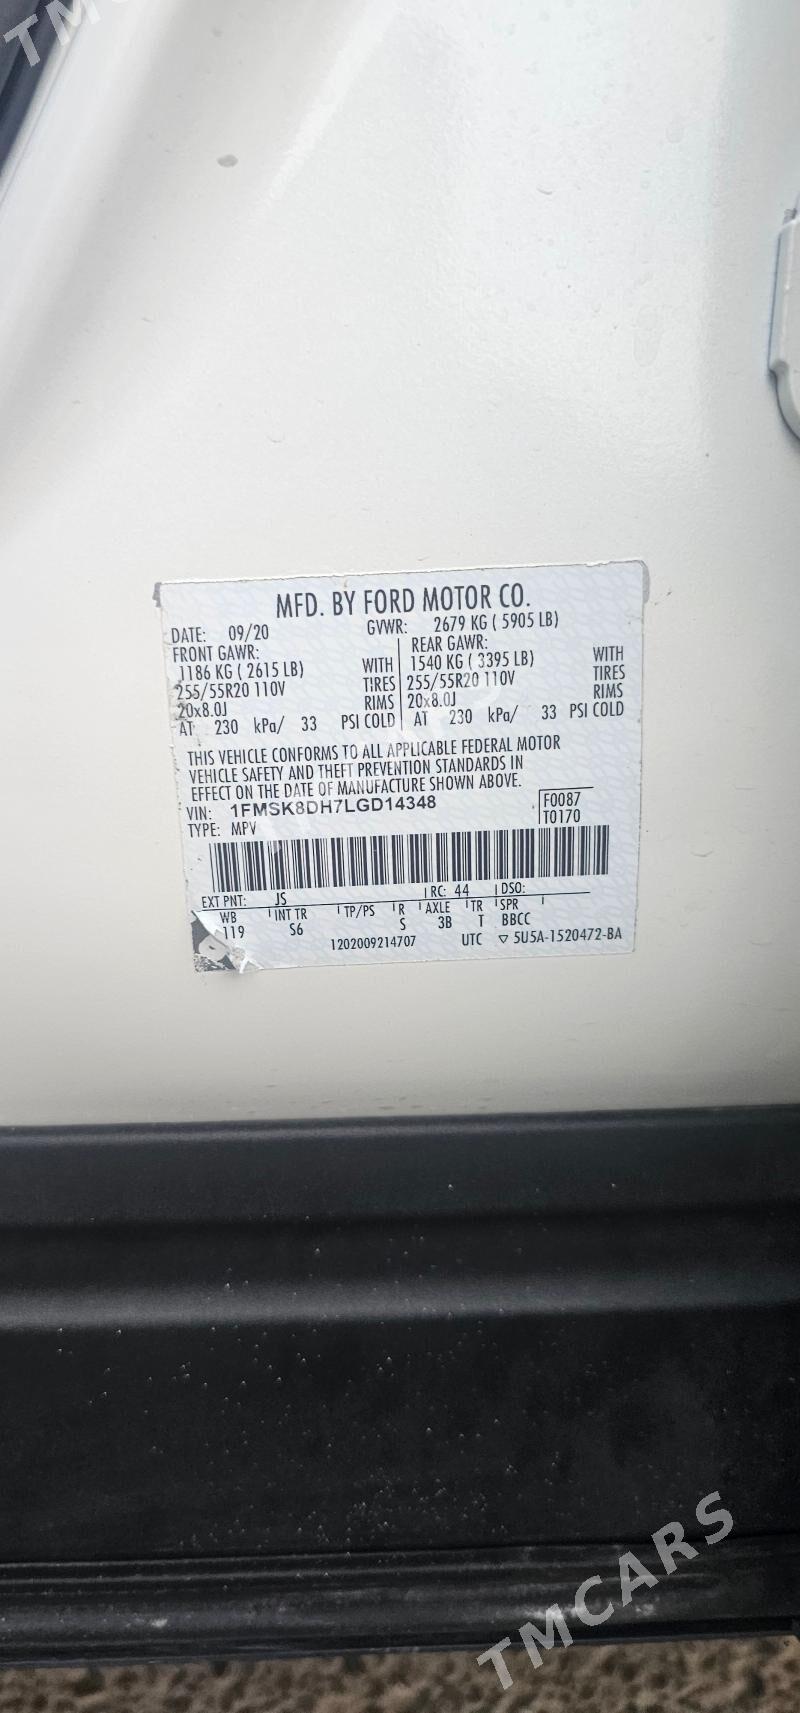 MFD. BY FORD MOTOR CO.
DATE: 09/20 GVWR: 2679 KG ( 5905 LB)
FRONT GAWR: REAR GAWR:
1186 KG ( 2615 LB) WITH 1540 KG ( 3395 LB) WITH
255/55R20 110V TIRES 255/55R20 110V TIRES
20x8.0J RIMS 20x8.0J RIMS
AT 230 kPa/ 33 PSI COLD AT 230 kPa/ 33 PSI COLD
THIS VEHICLE CONFORMS TO ALL APPLICABLE FEDERAL MOTOR
VEHICLE SAFETY AND THEFT PREVENTION STANDARDS IN
EFFECT ON THE DATE OF MANUFACTURE SHOWN ABOVE.
VIN: 1FMSK8DH7LGD14348 F0087
TYPE: MPV T0170
EXT PNT: JS RC: 44 DSO:
WB INT TR TP/PS R AXLE TR SPR
119 S6 S 3B T BBCC
1202009214707 UTC ▽ 5U5A-1520472-BA
TMCARS